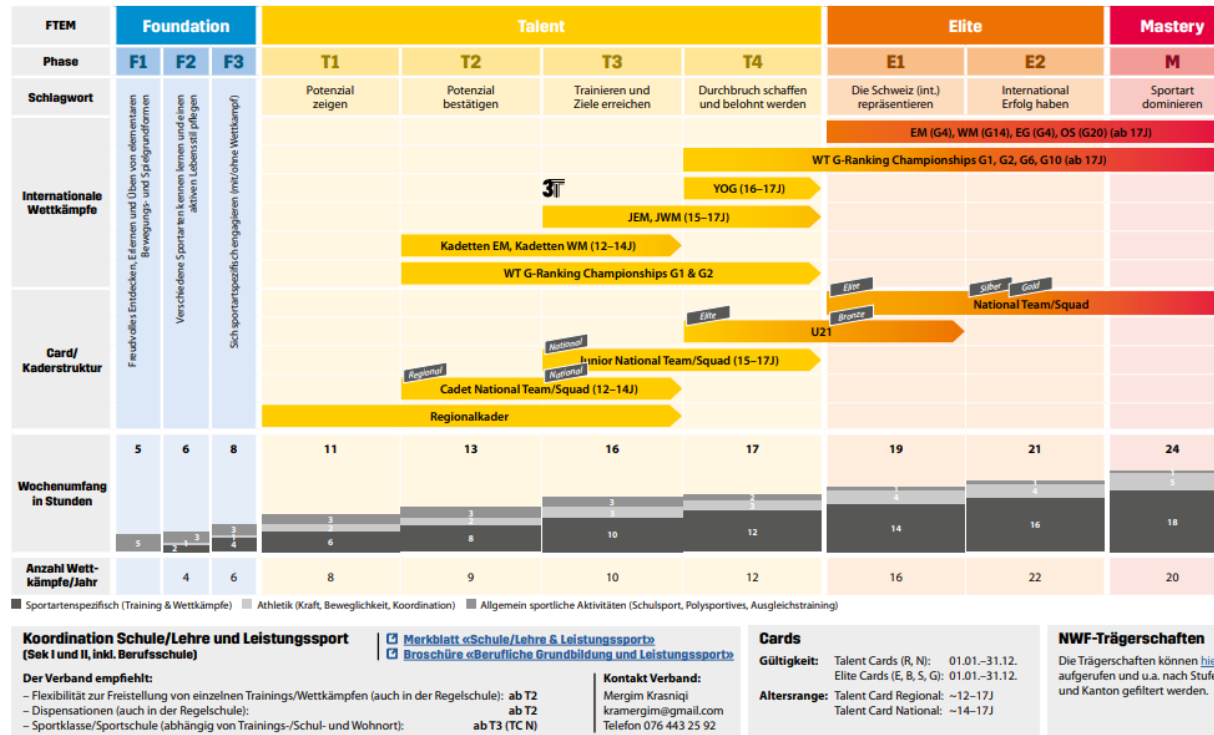 FTEM Foundation Talent Elite Mastery
Phase F1 F2 F3 T1 T2 T3 T4 E1 E2 M
Schlagwort
Freudvolles Entdecken, Erlernen und Üben von elementaren
Bewegungs- und Spielgrundformen
Verschiedene Sportarten kennen lernen und einen
aktiven Lebensstil pflegen
Sich sportartspezifisch engagieren (mit/ohne Wettkampf)
Potenzial
zeigen
Potenzial
bestätigen
Trainieren und
Ziele erreichen
Durchbruch schaffen
und belohnt werden
Die Schweiz (int.)
repräsentieren
International
Erfolg haben
Sportart
dominieren
Internationale
Wettkämpfe
EM (G4), WM (G14), EG (G4), OS (G20) (ab 17J)
WT G-Ranking Championships G1, G2, G6, G10 (ab 17J)
3T
YOG (16–17J)
JEM, JWM (15–17J)
Kadetten EM, Kadetten WM (12–14J)
WT G-Ranking Championships G1 & G2
Card/
Kaderstruktur
Elite
Silber
Gold
National Team/Squad
Elite
Bronze
U21
National
Junior National Team/Squad (15–17J)
Regional
National
Cadet National Team/Squad (12–14J)
Regionalkader
Wochenumfang
in Stunden
5 6 8 11 13 16 17 19 21 24
5
3
1
2
3
1
4
3
2
6
3
2
8
3
3
10
2
3
12
1
4
14
1
4
16
1
5
18
Anzahl Wett-
kämpfe/Jahr
4 6 8 9 10 12 16 22 20
Sportartenspezifisch (Training & Wettkämpfe) Athletik (Kraft, Beweglichkeit, Koordination) Allgemein sportliche Aktivitäten (Schulsport, Polysportives, Ausgleichstraining)
Koordination Schule/Lehre und Leistungssport
(Sek I und II, inkl. Berufsschule)
Merkblatt «Schule/Lehre & Leistungssport»
Broschüre «Berufliche Grundbildung und Leistungssport»
Der Verband empfiehlt:
– Flexibilität zur Freistellung von einzelnen Trainings/Wettkämpfen (auch in der Regelschule): ab T2
– Dispensationen (auch in der Regelschule): ab T2
– Sportklasse/Sportschule (abhängig von Trainings-/Schul- und Wohnort): ab T3 (TC N)
Kontakt Verband:
Mergim Krasniqi
kramergim@gmail.com
Telefon 076 443 25 92
Cards
Gültigkeit: Talent Cards (R, N): 01.01.–31.12.
Elite Cards (E, B, S, G): 01.01.–31.12.
Altersrange: Talent Card Regional: ~12–17J
Talent Card National: ~14–17J
NWF-Trägerschaften
Die Trägerschaften können hie
aufgerufen und u.a. nach Stufe
und Kanton gefiltert werden.